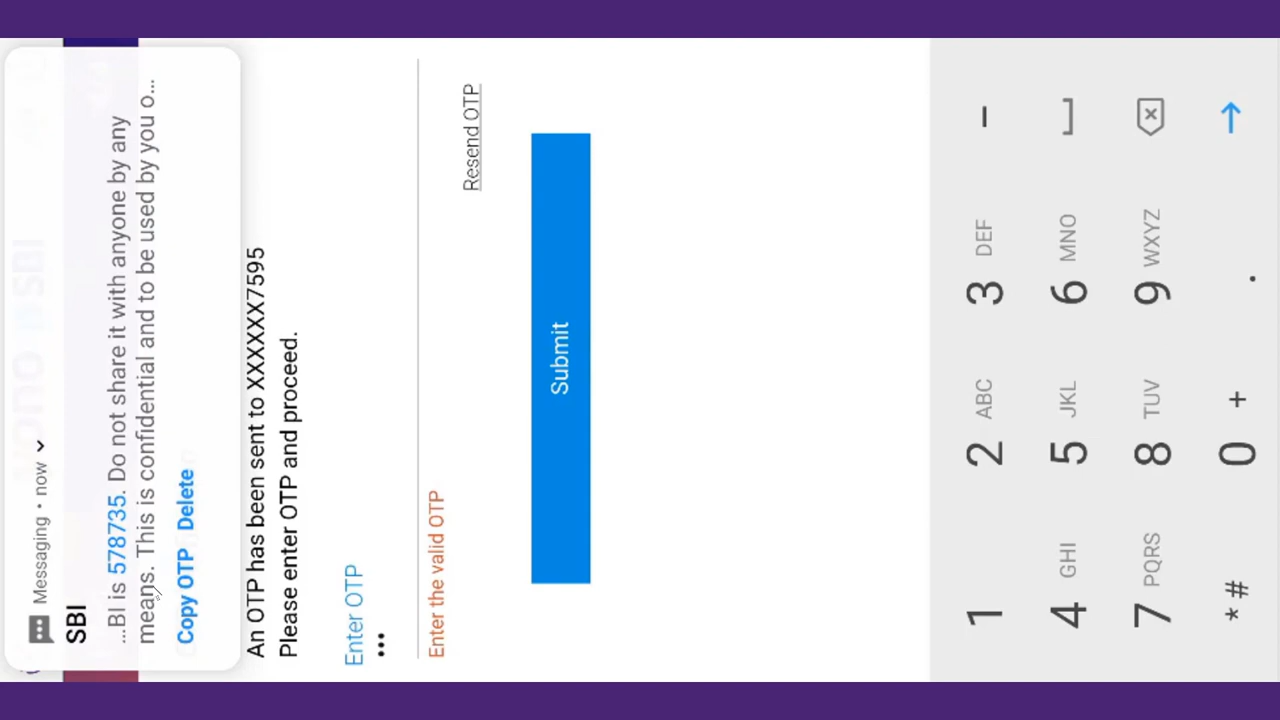 Messaging • now
SBI
...BI is 578735. Do not share it with anyone by any
means. This is confidential and to be used by you o...
Copy OTP Delete
An OTP has been sent to XXXXXX7595
Please enter OTP and proceed.
Enter OTP
•••
Enter the valid OTP
Resend OTP
Submit
1 2 ABC 3 DEF –
4 GHI 5 JKL 6 MNO
7 PQRS 8 TUV 9 WXYZ
*# 0 + .